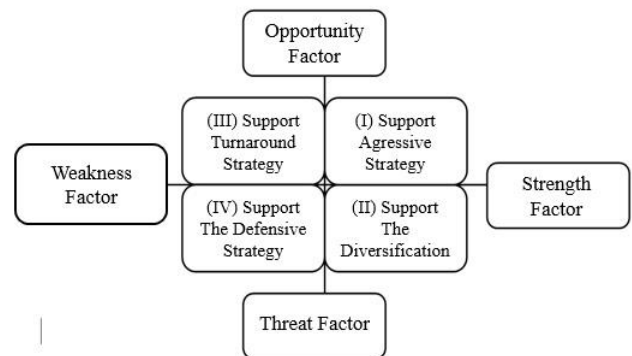 Opportunity
Factor
(III) Support
Turnaround
Strategy
(I) Support
Agressive
Strategy
Weakness
Factor
Strength
Factor
(IV) Support
The Defensive
Strategy
(II) Support
The
Diversification
Threat Factor